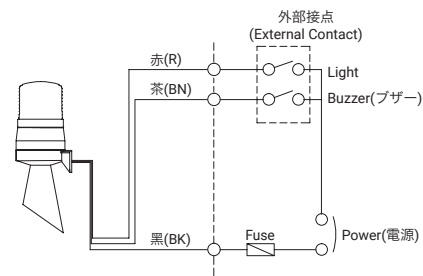 外部接点
(External Contact)
赤(R)
Light
茶(BN)
Buzzer(ブザー)
黒(BK)
Fuse
Power(電源)